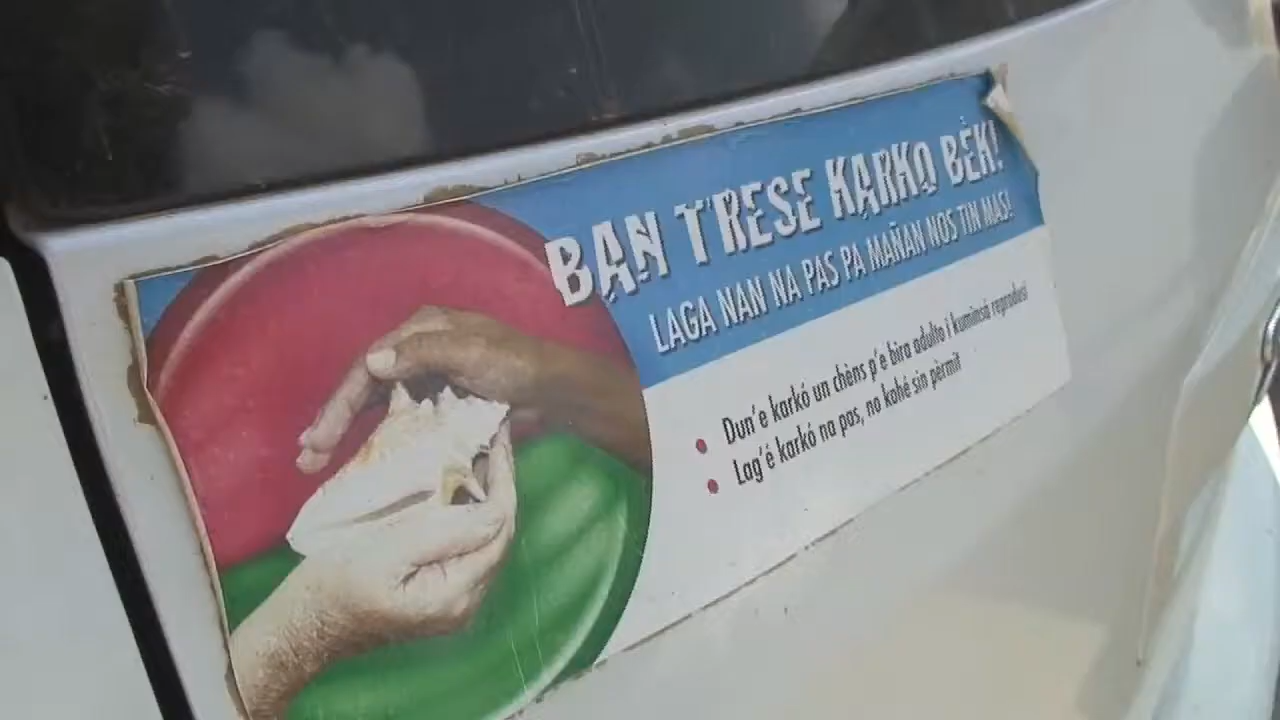 BAN TRESE KARKO BÈK!
LAGA NAN NA PAS PA MAÑAN NOS TIN MAS!
Dun'e karkó un chèns p'e bira adulto i kuminsá reprodusí
Lag'é karkó na pas, no kohé sin pèrmit